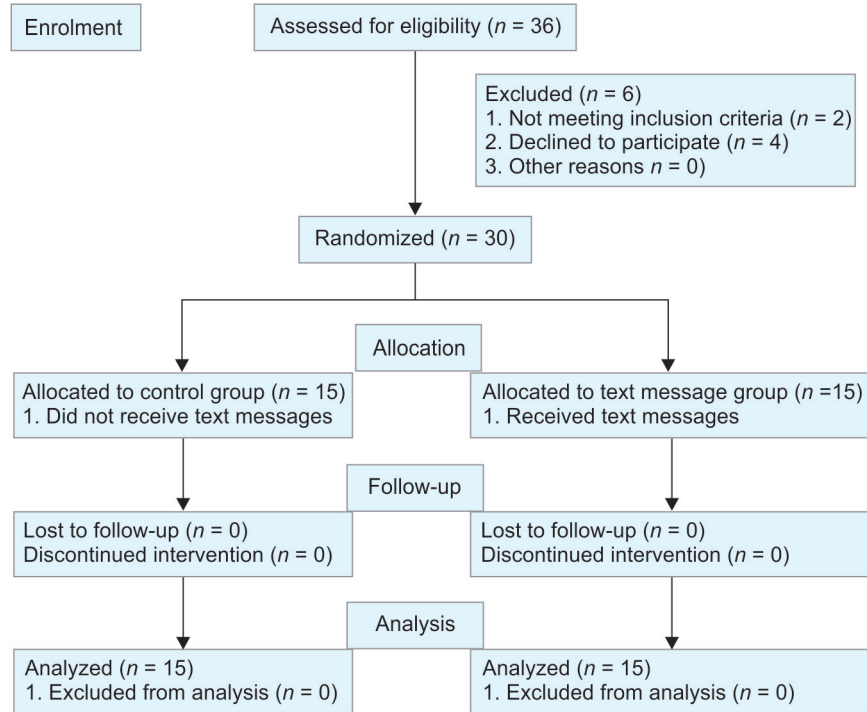 Enrolment
Assessed for eligibility (n = 36)
Excluded (n = 6)
1. Not meeting inclusion criteria (n = 2)
2. Declined to participate (n = 4)
3. Other reasons n = 0)
Randomized (n = 30)
Allocation
Allocated to control group (n = 15)
1. Did not receive text messages
Allocated to text message group (n =15)
1. Received text messages
Follow-up
Lost to follow-up (n = 0)
Discontinued intervention (n = 0)
Lost to follow-up (n = 0)
Discontinued intervention (n = 0)
Analysis
Analyzed (n = 15)
1. Excluded from analysis (n = 0)
Analyzed (n = 15)
1. Excluded from analysis (n = 0)